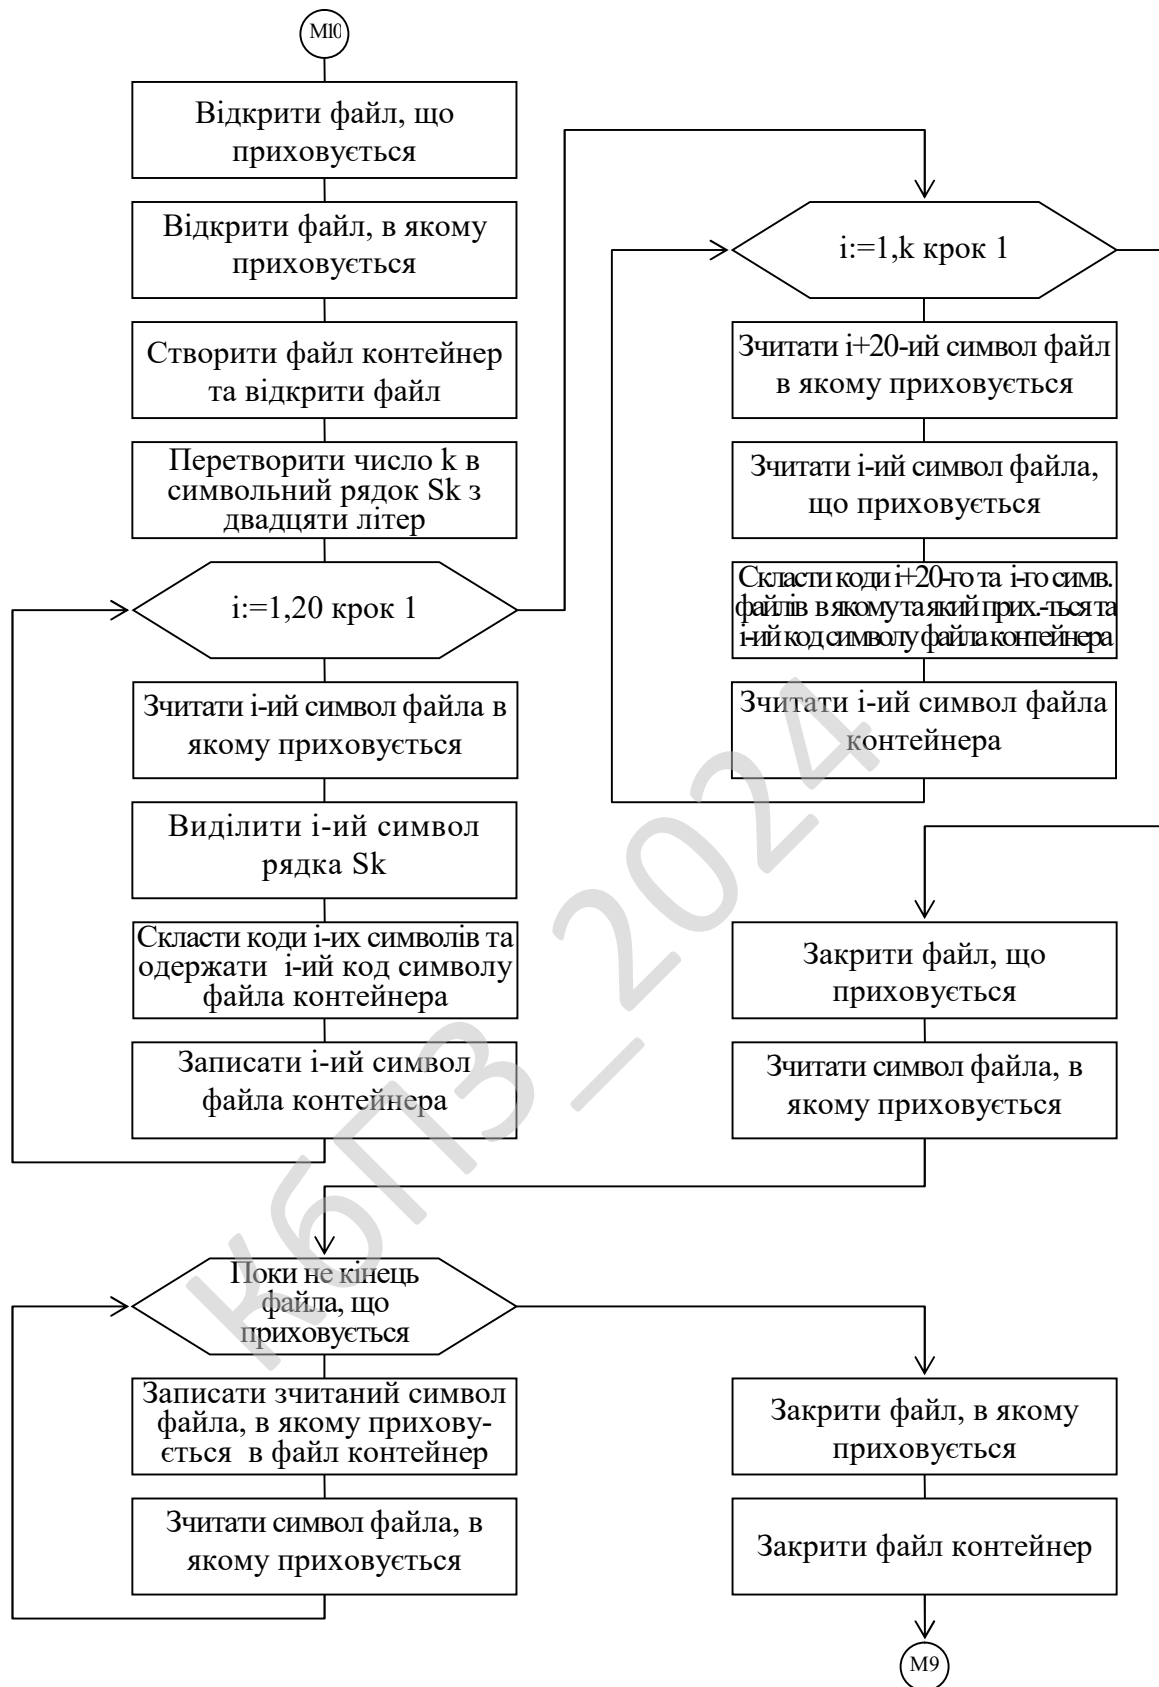 М10
Відкрити файл, що
приховується
Відкрити файл, в якому
приховується
Створити файл контейнер
та відкрити файл
Перетворити число k в
символьний рядок Sk з
двадцяти літер
i:=1,20 крок 1
Зчитати і-ий символ файла в
якому приховується
Виділити і-ий символ
рядка Sk
Скласти коди і-их символів та
одержати і-ий код символу
файла контейнера
Записати і-ий символ
файла контейнера
i:=1,k крок 1
Зчитати і+20-ий символ файл
в якому приховується
Зчитати і-ий символ файла,
що приховується
Скласти коди і+20-го та і-го симв.
файлів в якому та який прих.-ться та
і-ий код символу файла контейнера
Зчитати і-ий символ файла
контейнера
Закрити файл, що
приховується
Зчитати символ файла, в
якому приховується
Поки не кінець
файла, що
приховується
Записати зчитаний символ
файла, в якому прихову-
ється в файл контейнер
Зчитати символ файла, в
якому приховується
Закрити файл, в якому
приховується
Закрити файл контейнер
М9
КбПЗ_2024